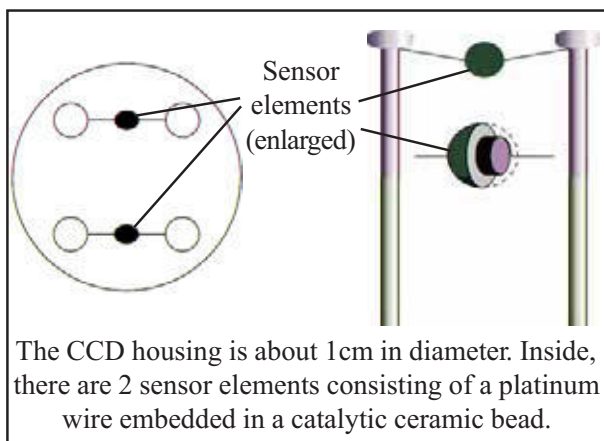 Sensor
elements
(enlarged)
The CCD housing is about 1cm in diameter. Inside,
there are 2 sensor elements consisting of a platinum
wire embedded in a catalytic ceramic bead.